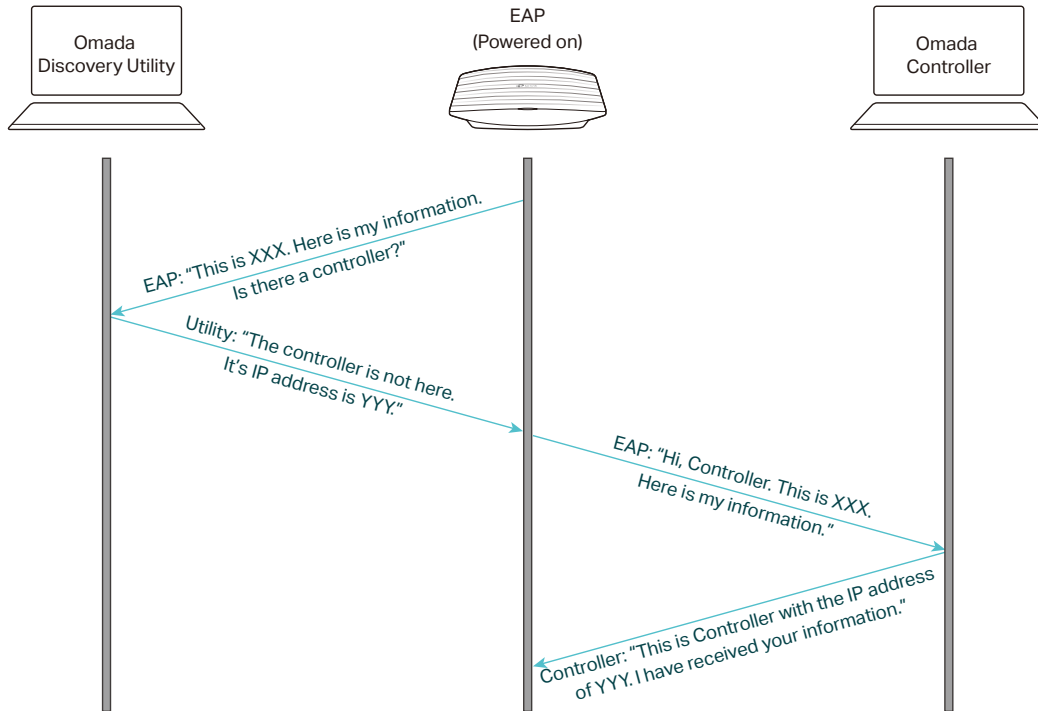 Omada
Discovery Utility
EAP
(Powered on)
Omada
Controller
EAP: "This is XXX. Here is my information.
Is there a controller?"
Utility: "The controller is not here.
It's IP address is YYY."
EAP: "Hi, Controller. This is XXX.
Here is my information."
Controller: "This is Controller with the IP address
of YYY. I have received your information."